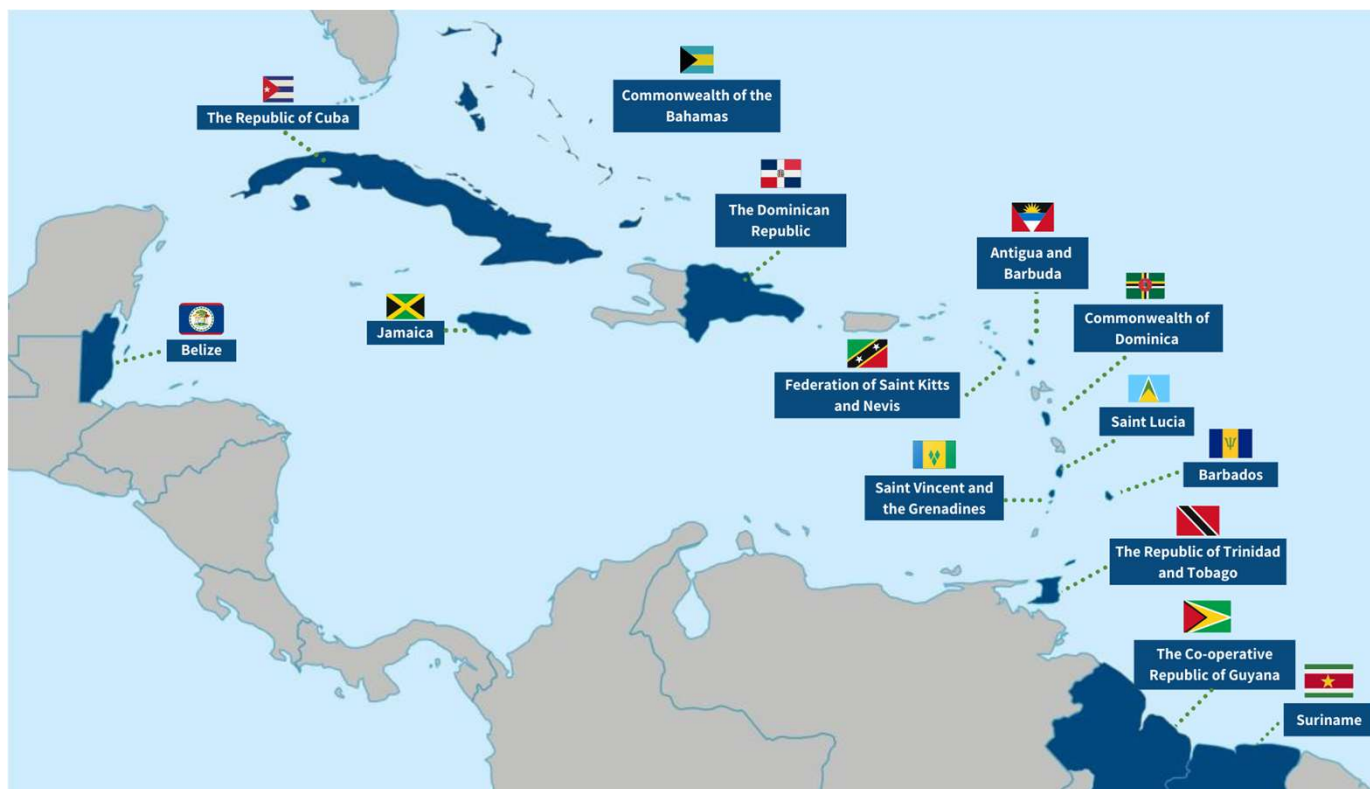 Commonwealth of the
Bahamas
The Republic of Cuba
The Dominican
Republic
Antigua and
Barbuda
Commonwealth of
Dominica
Jamaica
Belize
Federation of Saint Kitts
and Nevis
Saint Lucia
Barbados
Saint Vincent and
the Grenadines
The Republic of Trinidad
and Tobago
The Co-operative
Republic of Guyana
Suriname